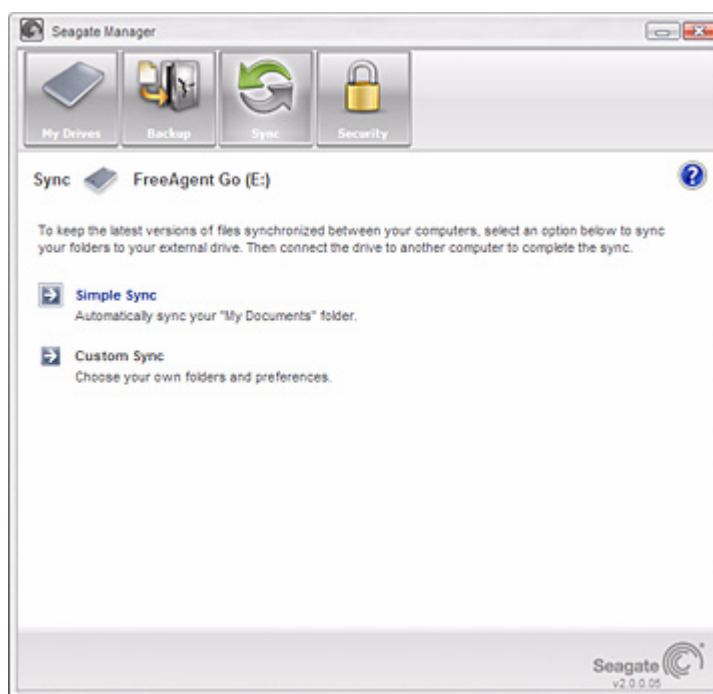 Seagate Manager
My Drives Backup Sync Security
Sync FreeAgent Go (E:)
To keep the latest versions of files synchronized between your computers, select an option below to sync
your folders to your external drive. Then connect the drive to another computer to complete the sync.
Simple Sync
Automatically sync your "My Documents" folder.
Custom Sync
Choose your own folders and preferences.
Seagate
v2.0.0.05